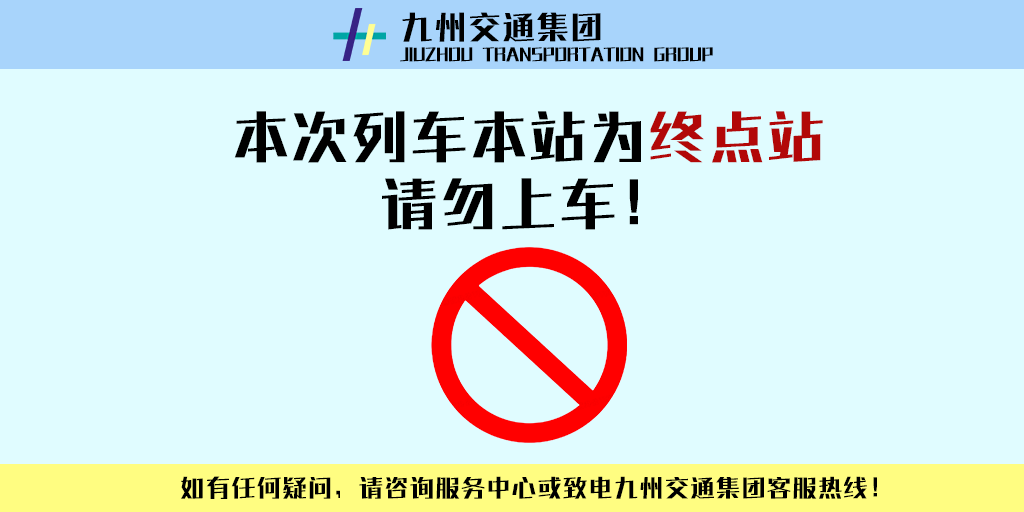 九州交通集团
JIUZHOU TRANSPORTATION GROUP
本次列车本站为终点站
请勿上车！
如有任何疑问、请咨询服务中心或致电九州交通集团客服热线！